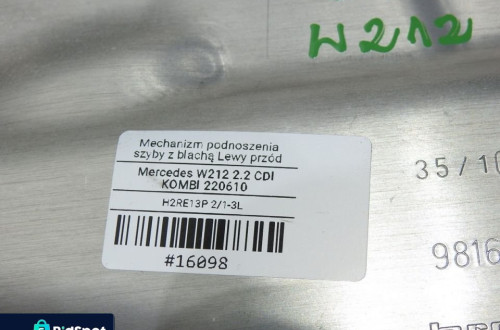 W212
Mechanizm podnoszenia
szyby z blachą Lewy przód
Mercedes W212 2.2 CDI
KOMBI 220610
H2RE13P 2/1-3L
#16098
35/10
9816